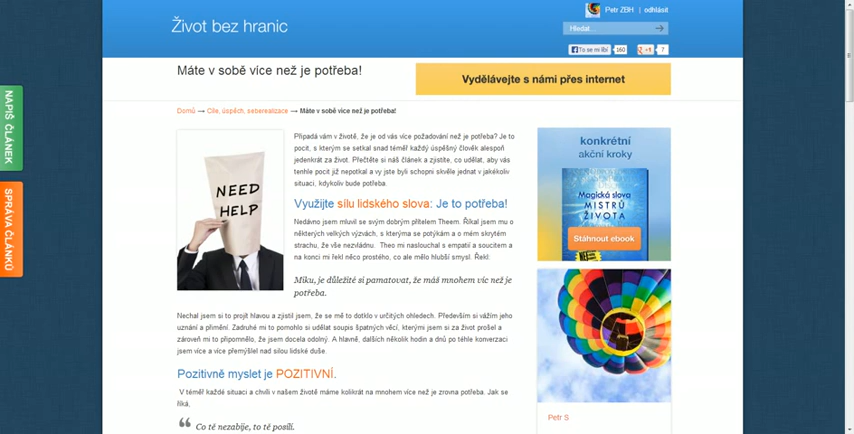 Petr ZBH | odhlásit
Život bez hranic
Hledat...
To se mi líbí 160 +1 7
Máte v sobě více než je potřeba!
Vydělávejte s námi přes internet
NAPIŠ ČLÁNEK
SPRÁVA ČLÁNKŮ
Domů → Cíle, úspěch, seberealizace → Máte v sobě více než je potřeba!
NEED
HELP
Připadá vám v životě, že je od vás více požadování než je potřeba? Je to
pocit, s kterým se setkal snad téměř každý úspěšný člověk alespoň
jedenkrát za život. Přečtěte si náš článek a zjistíte, co udělat, aby vás
tenhle pocit již nepotkal a vy jste byli schopni skvěle jednat v jakékoliv
situaci, kdykoliv bude potřeba.
Využijte sílu lidského slova: Je to potřeba!
Nedávno jsem mluvil se svým dobrým přítelem Theem. Říkal jsem mu o
některých velkých výzvách, s kterýma se potýkám a o mém skrytém
strachu, že vše nezvládnu. Theo mi naslouchal s empatií a soucitem a
na konci mi řekl něco prostého, co ale mělo hlubší smysl. Řekl:
Miku, je důležité si pamatovat, že máš mnohem víc než je
potřeba.
Nechal jsem si to projít hlavou a zjistil jsem, že se mě to dotklo v určitých ohledech. Především si vážím jeho
uznání a přímění. Zadruhé mi to pomohlo si udělat soupis špatných věcí, kterými jsem si za život prošel a
zároveň mi to připomnělo, že jsem docela odolný. A hlavně, dalších několik hodin a dnů po téhle konverzaci
jsem více a více přemýšlel nad silou lidské duše.
Pozitivně myslet je POZITIVNÍ.
V téměř každé situaci a chvíli v našem životě máme kolikrát na mnohem více než je zrovna potřeba. Jak se
říká,
Co tě nezabije, to tě posílí.
konkrétní
akční kroky
Magická slova
MISTRŮ
ŽIVOTA
Stáhnout ebook
Petr S